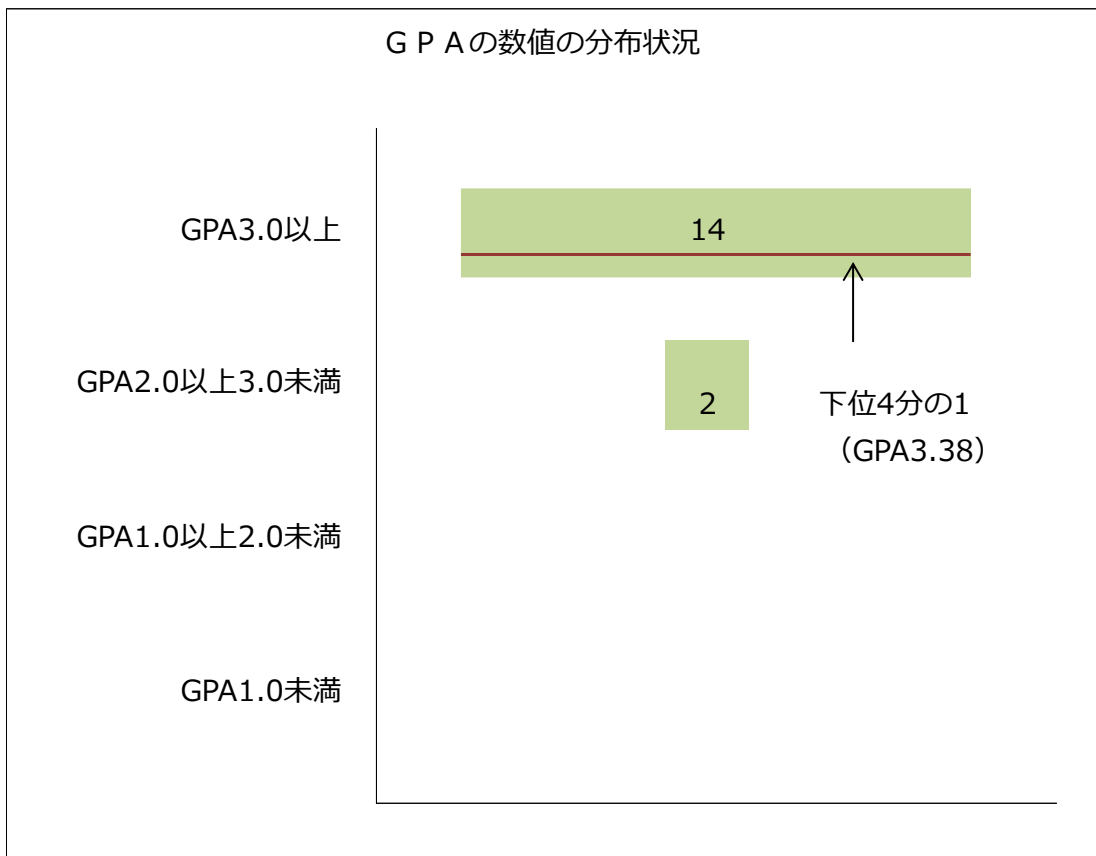 ＧＰＡの数値の分布状況
GPA3.0以上
14
GPA2.0以上3.0未満
2
下位4分の1
（GPA3.38）
GPA1.0以上2.0未満
GPA1.0未満